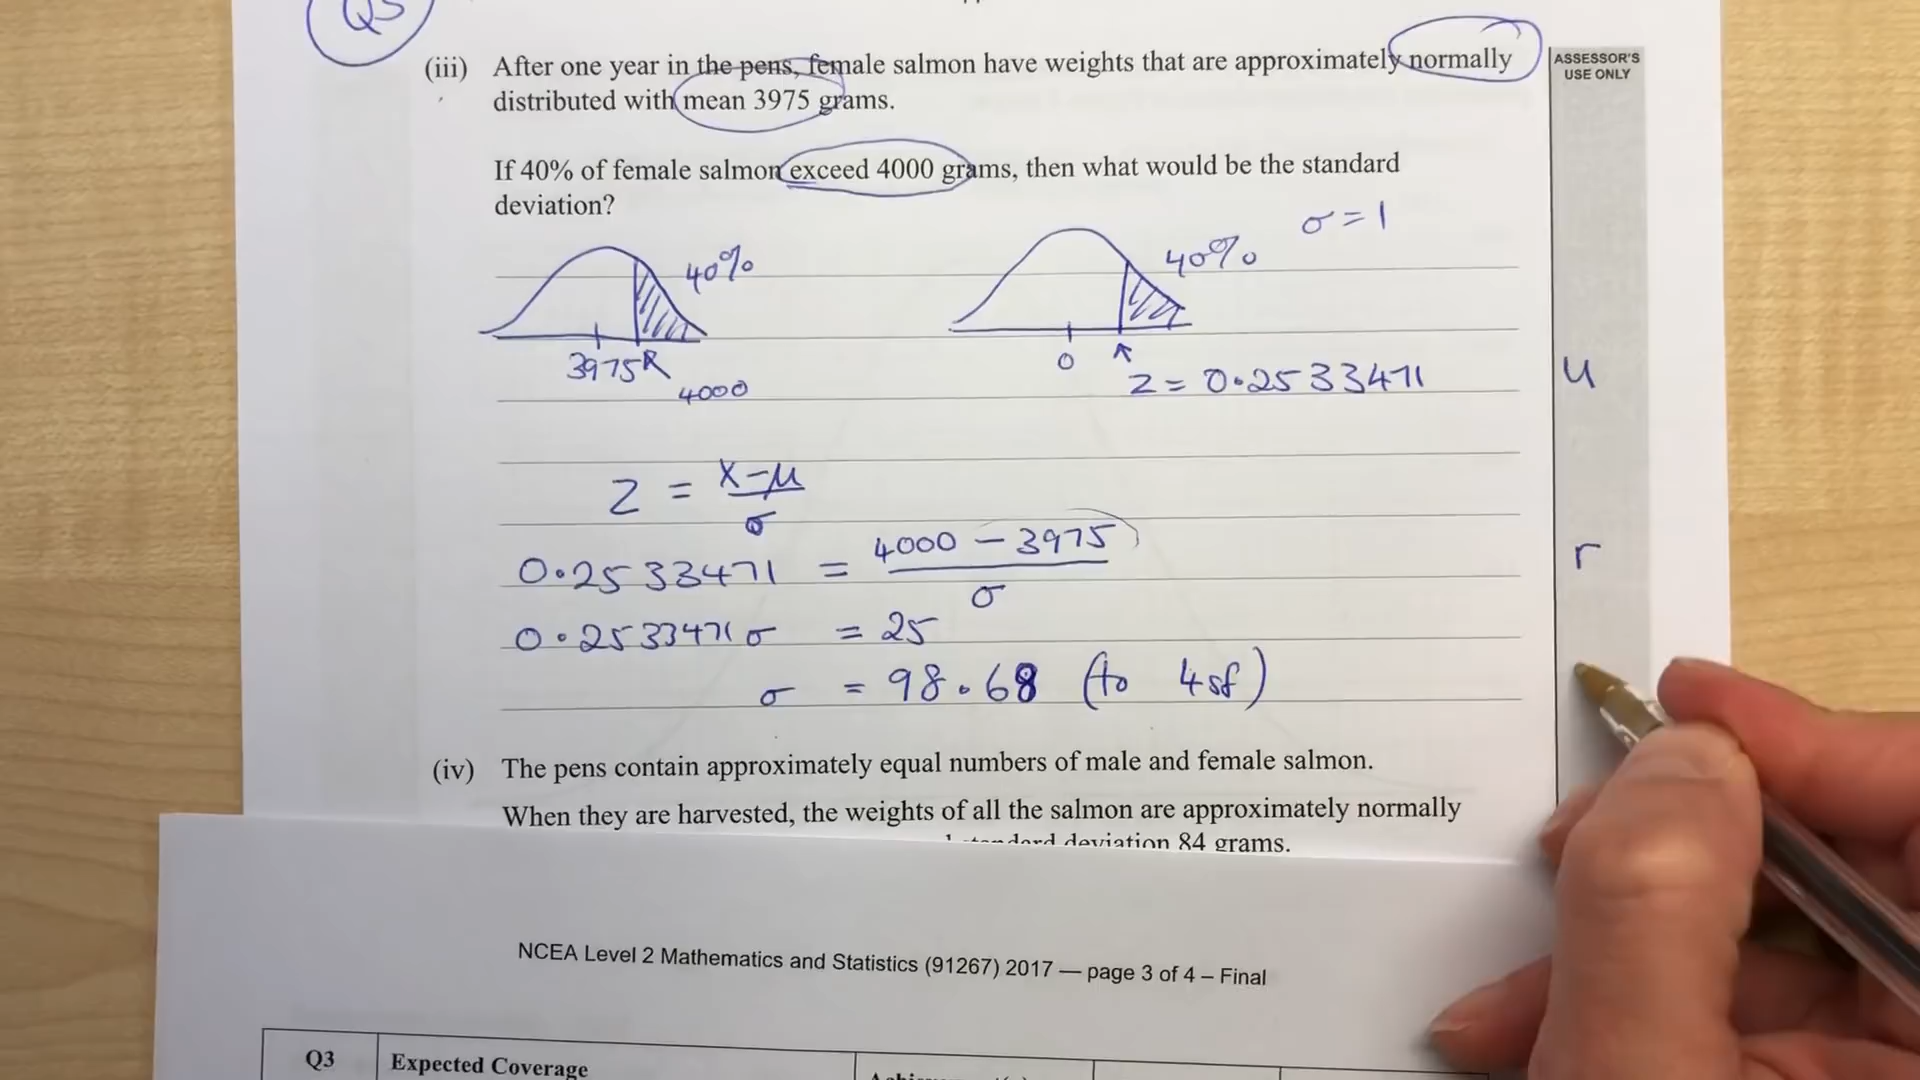 Q3
(iii) After one year in the pens, female salmon have weights that are approximately normally
distributed with mean 3975 grams.
ASSESSOR'S
USE ONLY
If 40% of female salmon exceed 4000 grams, then what would be the standard
deviation?
σ = 1
40%
40%
3975
4000
0
Z = 0.2533471
u
Z = X-μ
σ
0.2533471 = 4000 - 3975
σ
r
0.2533471σ = 25
σ = 98.68 (to 4sf)
(iv) The pens contain approximately equal numbers of male and female salmon.
When they are harvested, the weights of all the salmon are approximately normally
standard deviation 84 grams.
NCEA Level 2 Mathematics and Statistics (91267) 2017 — page 3 of 4 – Final
Q3 Expected Coverage